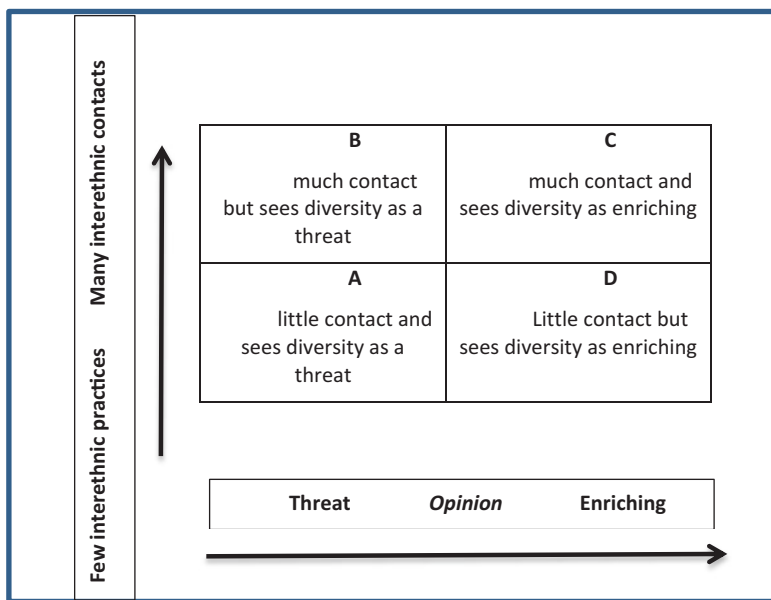 Few interethnic practices Many interethnic contacts
B
much contact
but sees diversity as a
threat
C
much contact and
sees diversity as enriching
A
little contact and
sees diversity as a
threat
D
Little contact but
sees diversity as enriching
Threat Opinion Enriching